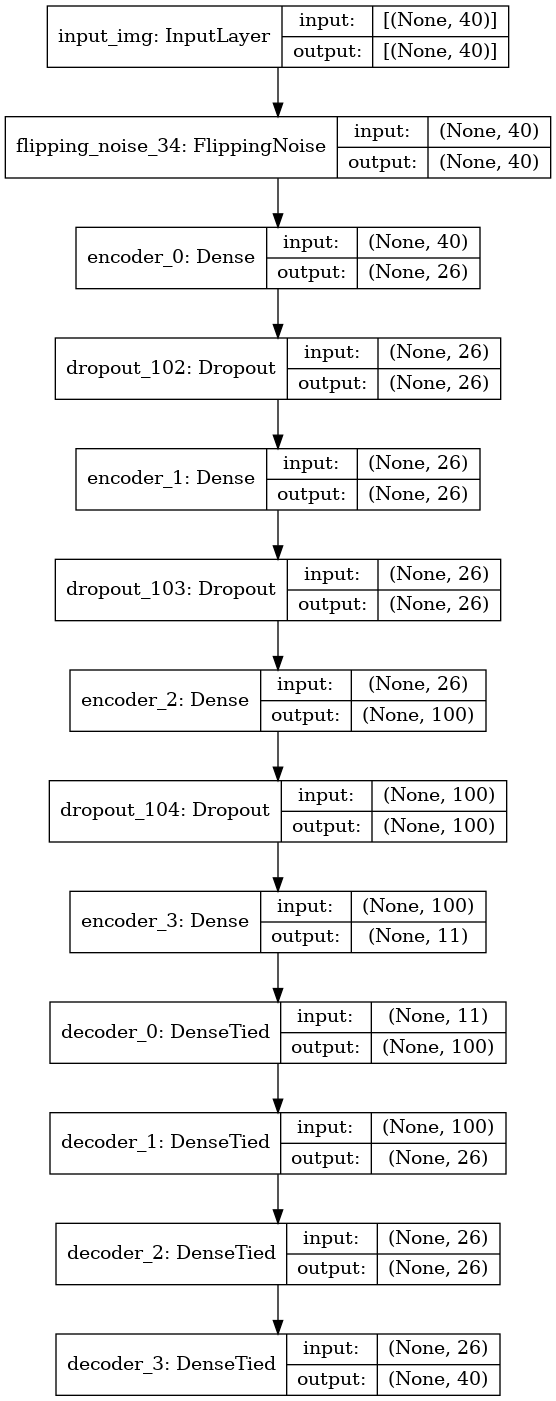 input_img: InputLayer
input: [(None, 40)]
output: [(None, 40)]
flipping_noise_34: FlippingNoise
input: (None, 40)
output: (None, 40)
encoder_0: Dense
input: (None, 40)
output: (None, 26)
dropout_102: Dropout
input: (None, 26)
output: (None, 26)
encoder_1: Dense
input: (None, 26)
output: (None, 26)
dropout_103: Dropout
input: (None, 26)
output: (None, 26)
encoder_2: Dense
input: (None, 26)
output: (None, 100)
dropout_104: Dropout
input: (None, 100)
output: (None, 100)
encoder_3: Dense
input: (None, 100)
output: (None, 11)
decoder_0: DenseTied
input: (None, 11)
output: (None, 100)
decoder_1: DenseTied
input: (None, 100)
output: (None, 26)
decoder_2: DenseTied
input: (None, 26)
output: (None, 26)
decoder_3: DenseTied
input: (None, 26)
output: (None, 40)